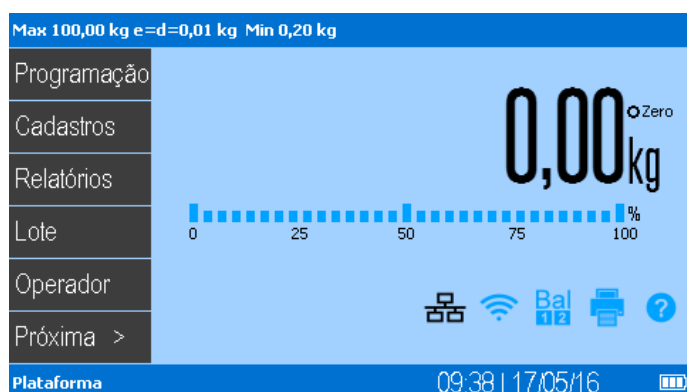 Max 100,00 kg e=d=0,01 kg Min 0,20 kg
Programação
Cadastros
Relatórios
Lote
Operador
Próxima >
0,00 kg
Zero
%
0 25 50 75 100
Bal
1 2
?
Plataforma
09:38 | 17/05/16